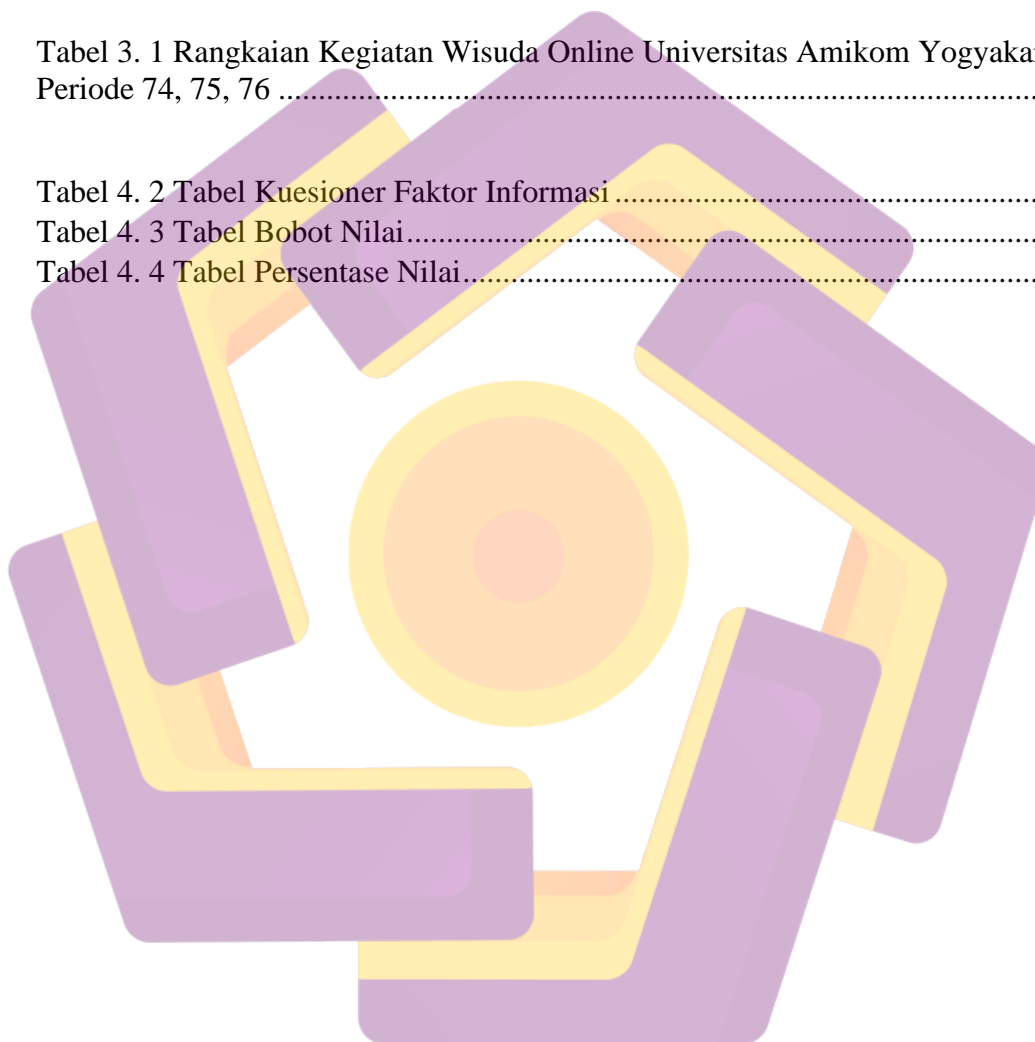 Tabel 3. 1 Rangkaian Kegiatan Wisuda Online Universitas Amikom
Periode 74, 75, 76 ................................................................................
Tabel 4. 2 Tabel Kuesioner Faktor Informasi ............................................
Tabel 4. 3 Tabel Bobot Nilai....................................................................
Tabel 4. 4 Tabel Persentase Nilai.............................................................